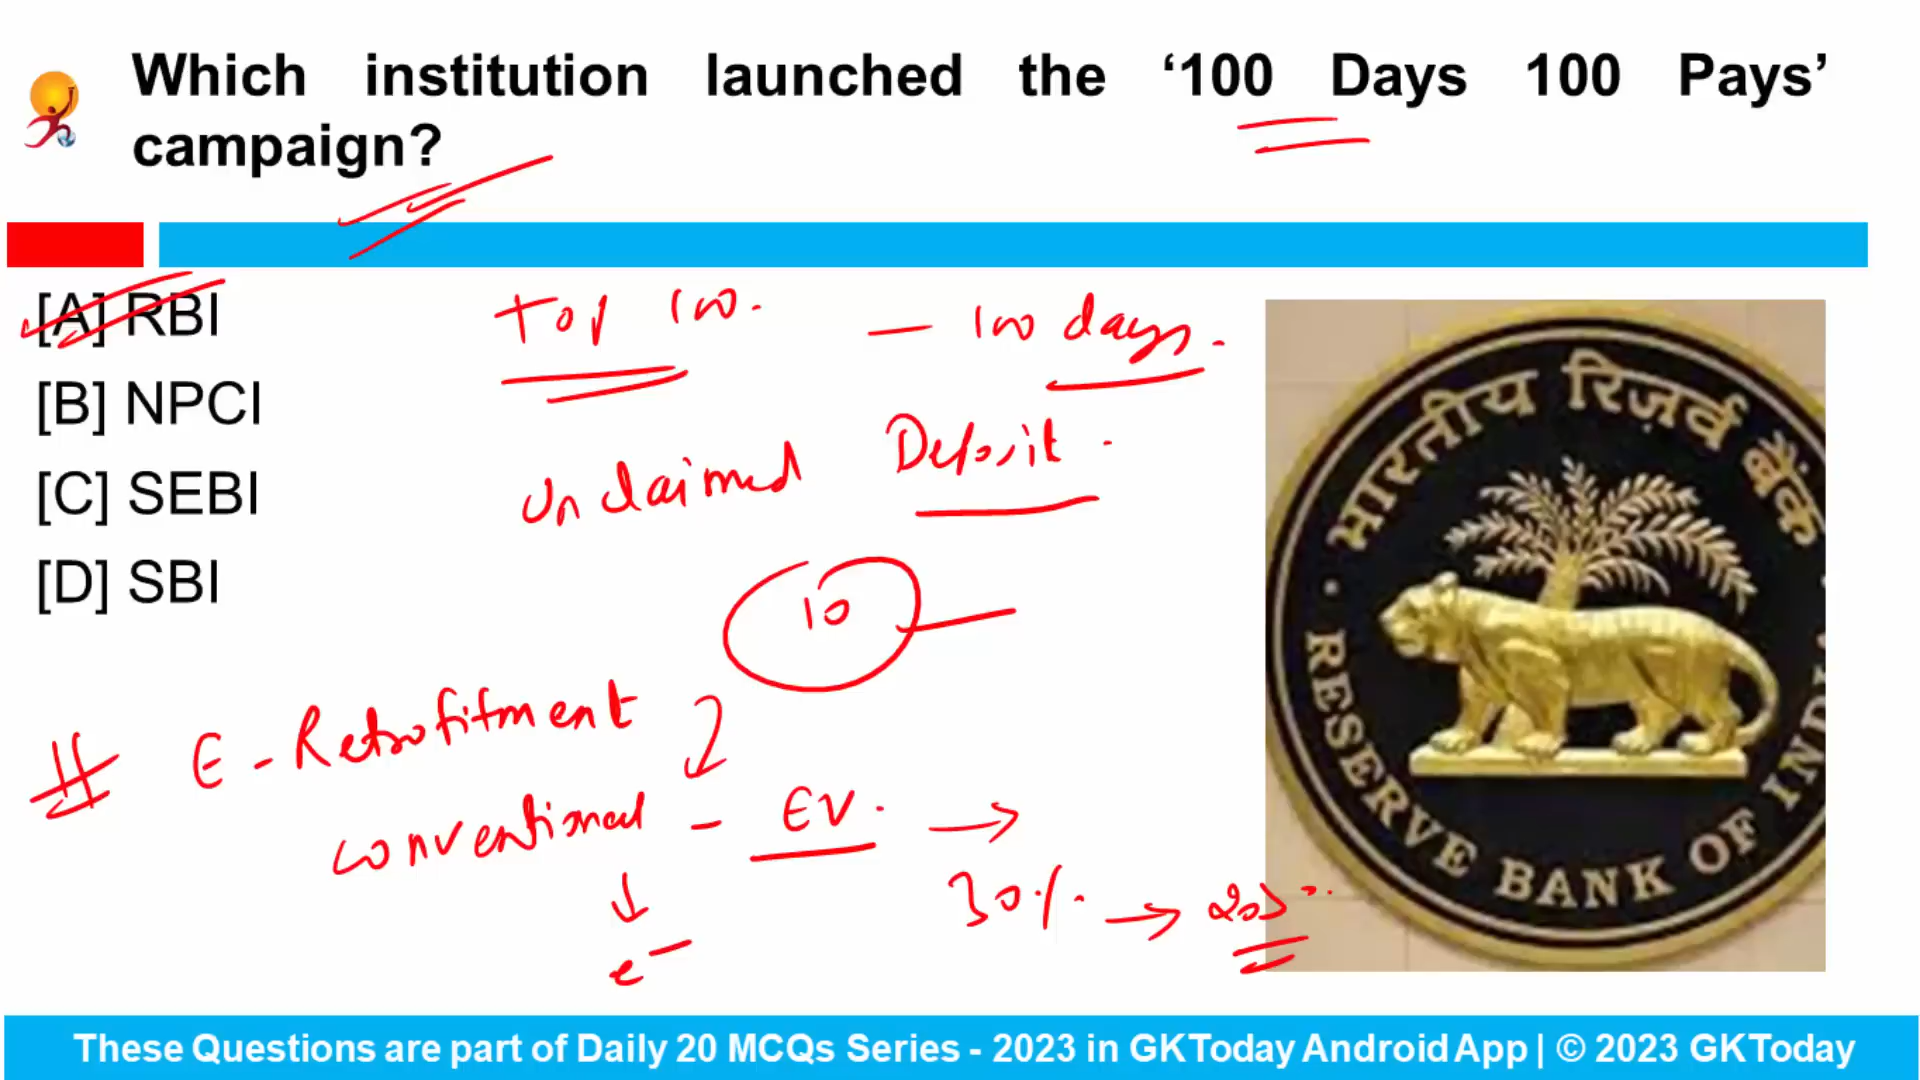 Which institution launched the ‘100 Days 100 Pays’
campaign?
[A] RBI
[B] NPCI
[C] SEBI
[D] SBI
Top 100. – 100 days.
Unclaimed Deposit.
10
# E-Retrofitment
conventional – EV. →
30% → 2030
e
भारतीय रिज़र्व बैंक
RESERVE BANK OF INDIA
These Questions are part of Daily 20 MCQs Series - 2023 in GKToday Android App | © 2023 GKToday